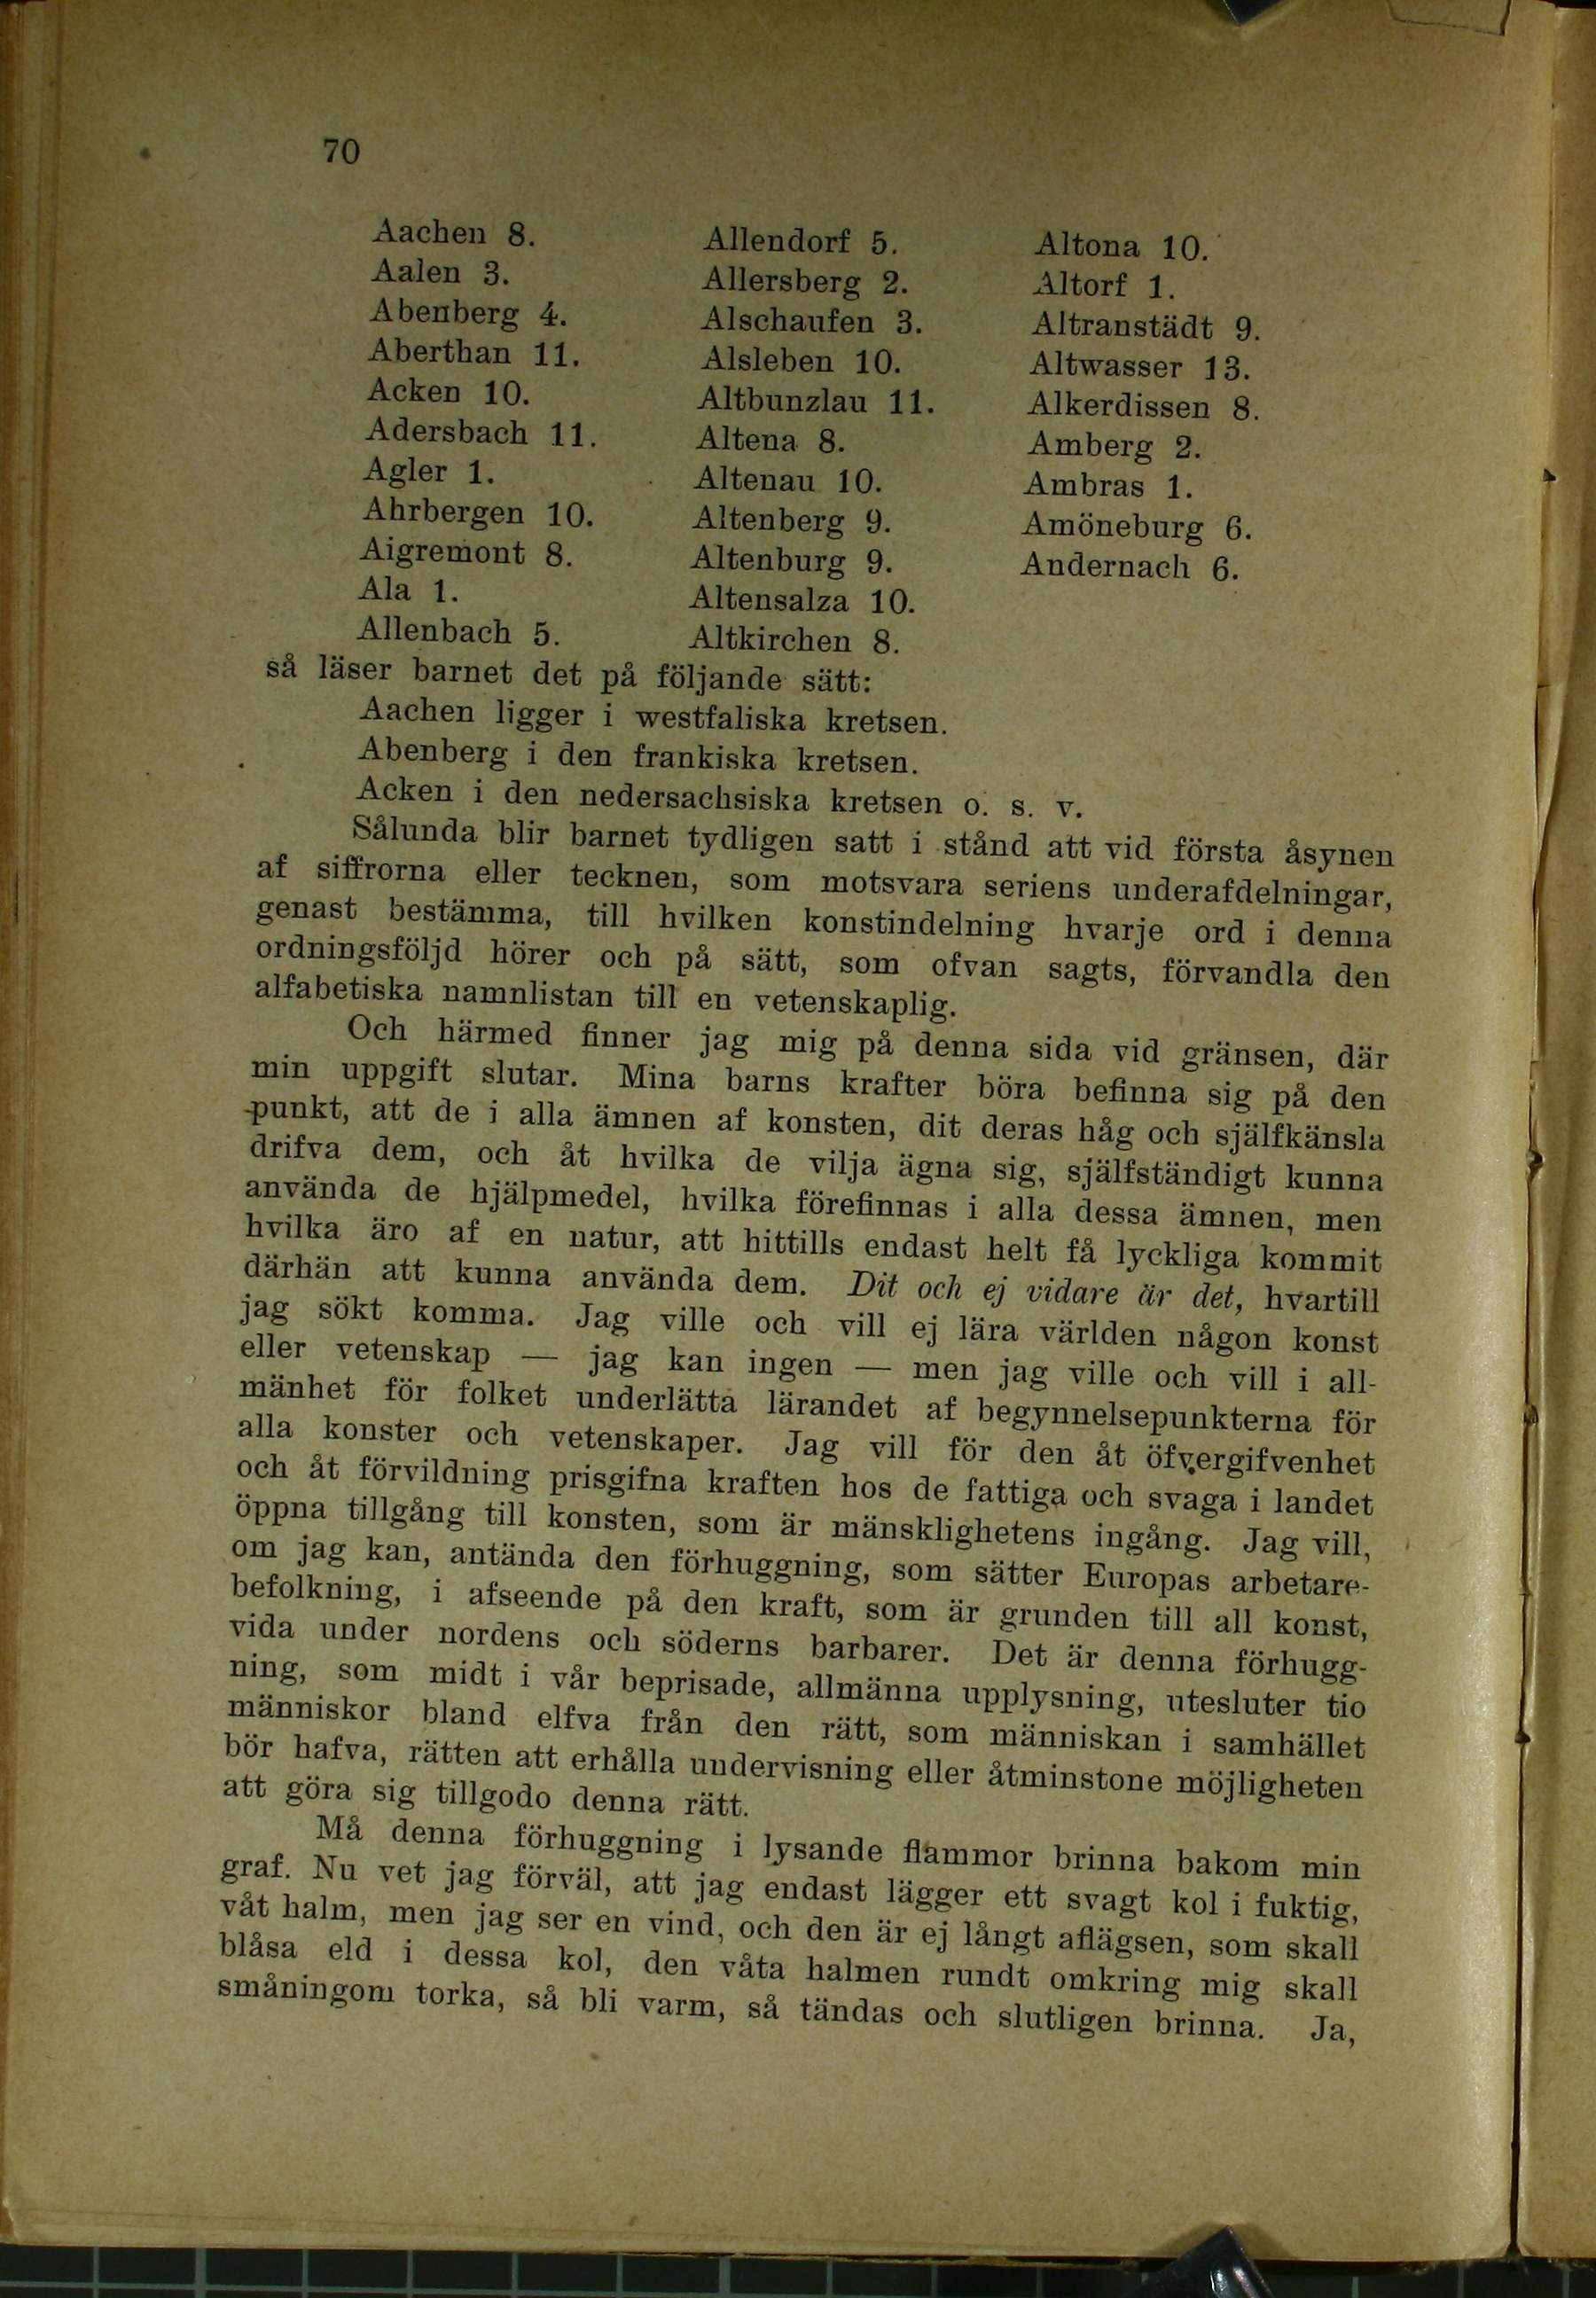 70
Aachen 8.
Aalen 3.
Abenberg 4.
Aberthan 11.
Acken 10.
Adersbach 11.
Agler 1.
Ahrbergen 10.
Aigremont 8.
Ala 1.
Allenbach 5.
Allendorf 5.
Allersberg 2.
Alschaufen 3.
Alsleben 10.
Altbunzlau 11.
Altena 8.
Altenau 10.
Altenberg 9.
Altenburg 9.
Altensalza 10.
Altkirchen 8.
Altona 10.
Altorf 1.
Altranstädt 9.
Altwasser 13.
Alkerdissen 8.
Amberg 2.
Ambras 1.
Amöneburg 6.
Andernach 6.
så läser barnet det på följande sätt:
Aachen ligger i westfaliska kretsen.
Abenberg i den frankiska kretsen.
Acken i den nedersachsiska kretsen o. s. v.
Sålunda blir barnet tydligen satt i stånd att vid första åsynen
af siffrorna eller tecknen, som motsvara seriens underafdelningar,
genast bestämma, till hvilken konstindelning hvarje ord i denna
ordningsföljd hörer och på sätt, som ofvan sagts, förvandla den
alfabetiska namnlistan till en vetenskaplig.
Och härmed finner jag mig på denna sida vid gränsen, där
min uppgift slutar. Mina barns krafter böra befinna sig på den
punkt, att de i alla ämnen af konsten, dit deras håg och själfkänsla
drifva dem, och åt hvilka de vilja ägna sig, själfständigt kunna
använda de hjälpmedel, hvilka förefinnas i alla dessa ämnen, men
hvilka äro af en natur, att hittills endast helt få lyckliga kommit
därhän att kunna använda dem. Dit och ej vidare är det, hvartill
jag sökt komma. Jag ville och vill ej lära världen någon konst
eller vetenskap — jag kan ingen — men jag ville och vill i all-
mänhet för folket underlätta lärandet af begynnelsepunkterna för
alla konster och vetenskaper. Jag vill för den åt öfvergifvenhet
och åt förvildning prisgifna kraften hos de fattiga och svaga i landet
öppna tillgång till konsten, som är mänsklighetens ingång. Jag vill,
om jag kan, antända den förhuggning, som sätter Europas arbetare-
befolkning, i afseende på den kraft, som är grunden till all konst,
vida under nordens och söderns barbarer. Det är denna förhugg-
ning, som midt i vår beprisade, allmänna upplysning, utesluter tio
människor bland elfva från den rätt, som människan i samhället
bör hafva, rätten att erhålla undervisning eller åtminstone möjligheten
att göra sig tillgodo denna rätt.
Må denna förhuggning i lysande flammor brinna bakom min
graf. Nu vet jag förväl, att jag endast lägger ett svagt kol i fuktig,
våt halm, men jag ser en vind, och den är ej långt aflägsen, som skall
blåsa eld i dessa kol, den våta halmen rundt omkring mig skall
småningom torka, så bli varm, så tändas och slutligen brinna. Ja,